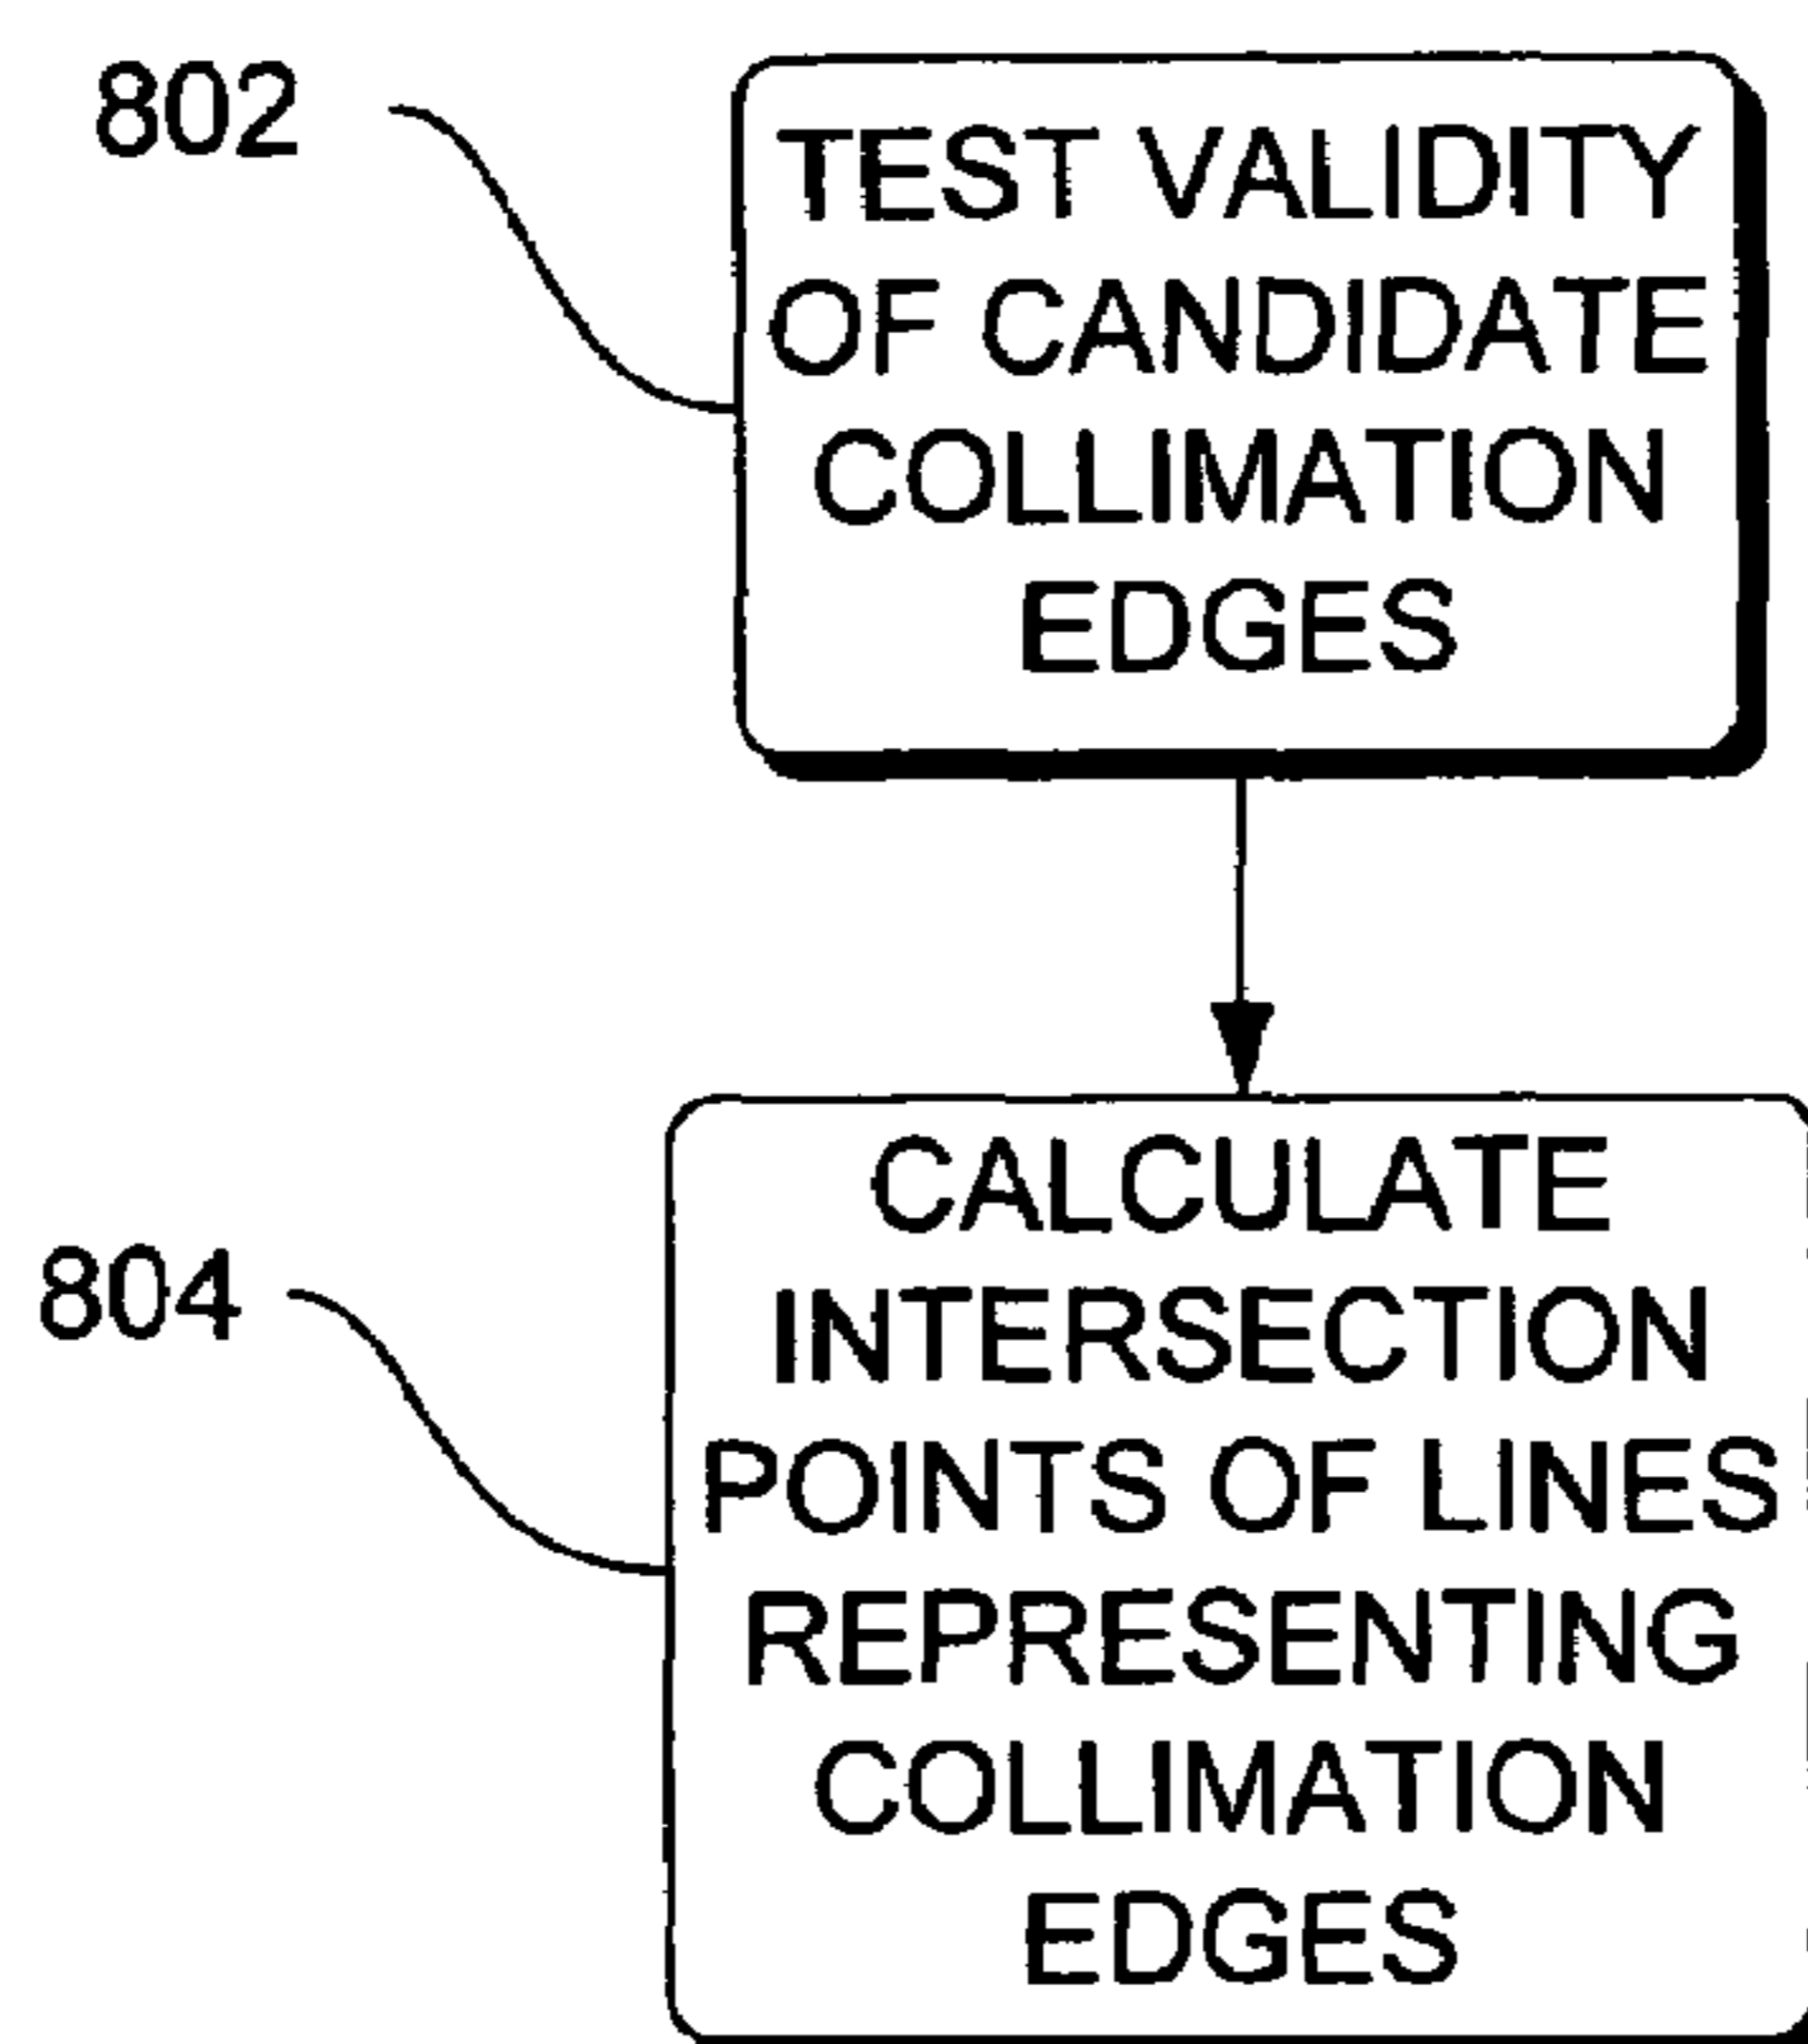 802
TEST VALIDITY
OF CANDIDATE
COLLIMATION
EDGES
804
CALCULATE
INTERSECTION
POINTS OF LINES
REPRESENTING
COLLIMATION
EDGES